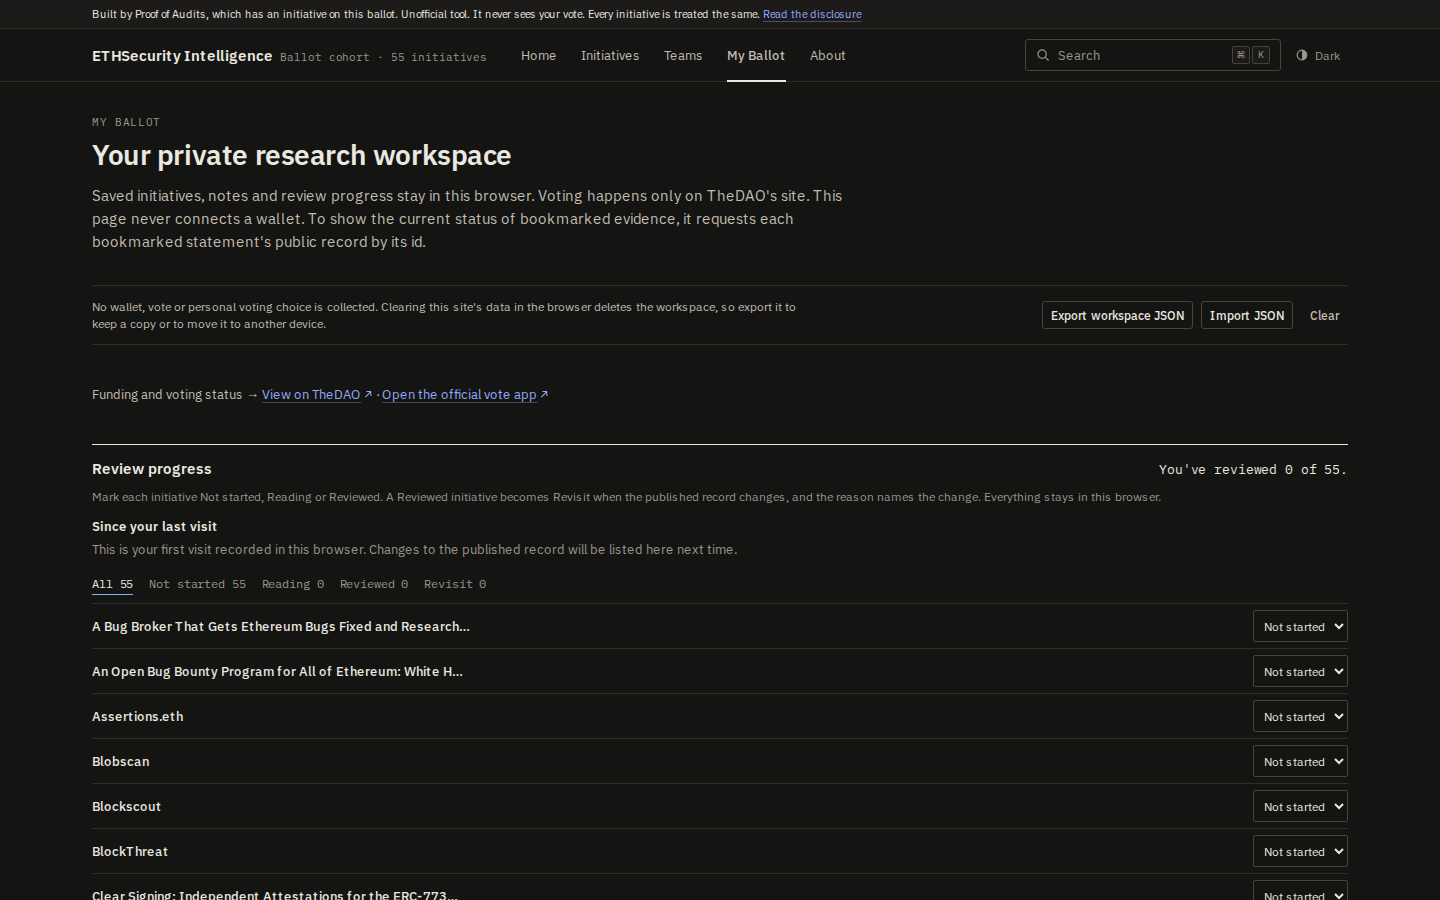 Built by Proof of Audits, which has an initiative on this ballot. Unofficial tool. It never sees your vote. Every initiative is treated the same. Read the disclosure
ETHSecurity Intelligence Ballot cohort · 55 initiatives Home Initiatives Teams My Ballot About Search ⌘ K Dark
MY BALLOT
Your private research workspace
Saved initiatives, notes and review progress stay in this browser. Voting happens only on TheDAO's site. This
page never connects a wallet. To show the current status of bookmarked evidence, it requests each
bookmarked statement's public record by its id.
No wallet, vote or personal voting choice is collected. Clearing this site's data in the browser deletes the workspace, so export it to
keep a copy or to move it to another device.
Export workspace JSON Import JSON Clear
Funding and voting status → View on TheDAO ↗ · Open the official vote app ↗
Review progress You've reviewed 0 of 55.
Mark each initiative Not started, Reading or Reviewed. A Reviewed initiative becomes Revisit when the published record changes, and the reason names the change. Everything stays in this browser.
Since your last visit
This is your first visit recorded in this browser. Changes to the published record will be listed here next time.
All 55 Not started 55 Reading 0 Reviewed 0 Revisit 0
A Bug Broker That Gets Ethereum Bugs Fixed and Research... Not started
An Open Bug Bounty Program for All of Ethereum: White H... Not started
Assertions.eth Not started
Blobscan Not started
Blockscout Not started
BlockThreat Not started
Clear Signing: Independent Attestations for the ERC-773... Not started